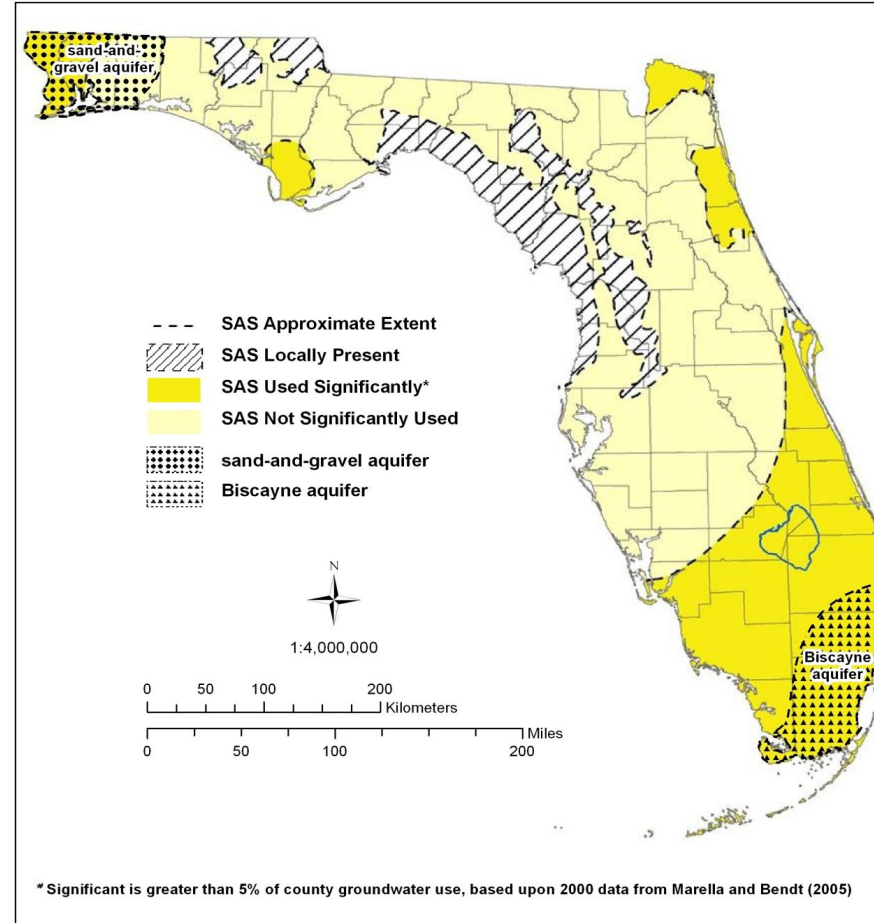 sand-and-
gravel aquifer
SAS Approximate Extent
SAS Locally Present
SAS Used Significantly*
SAS Not Significantly Used
sand-and-gravel aquifer
Biscayne aquifer
N
1:4,000,000
Biscayne
aquifer
0 50 100 200
Kilometers
Miles
0 50 100 200
* Significant is greater than 5% of county groundwater use, based upon 2000 data from Marella and Bendt (2005)